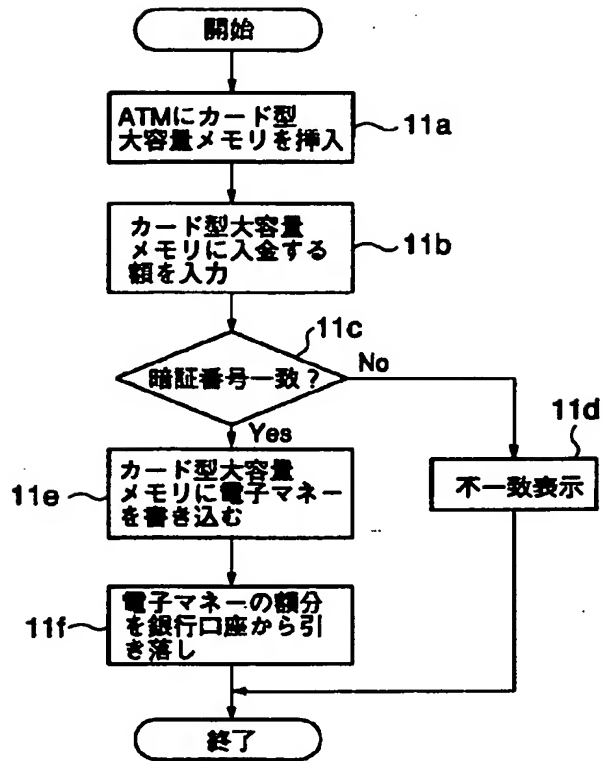 開始
ATMにカード型
大容量メモリを挿入
11a
カード型大容量
メモリに入金する
額を入力
11b
11c
暗証番号一致？
No
Yes
11d
不一致表示
カード型大容量
メモリに電子マネー
を書き込む
11e
電子マネーの額分
を銀行口座から引
き落し
11f
終了